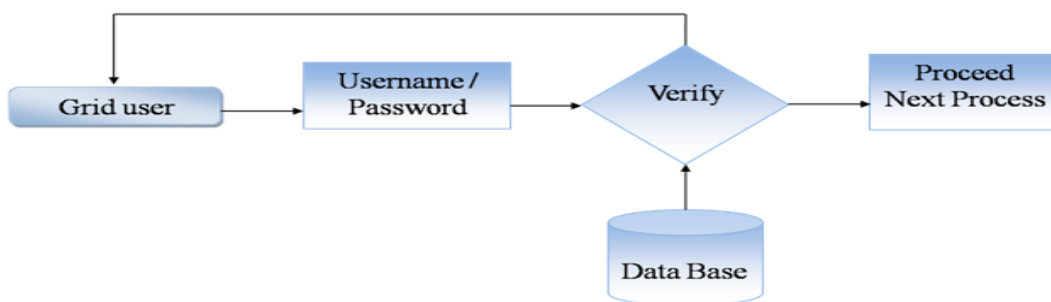 Grid user
Username /
Password
Verify
Proceed
Next Process
Data Base